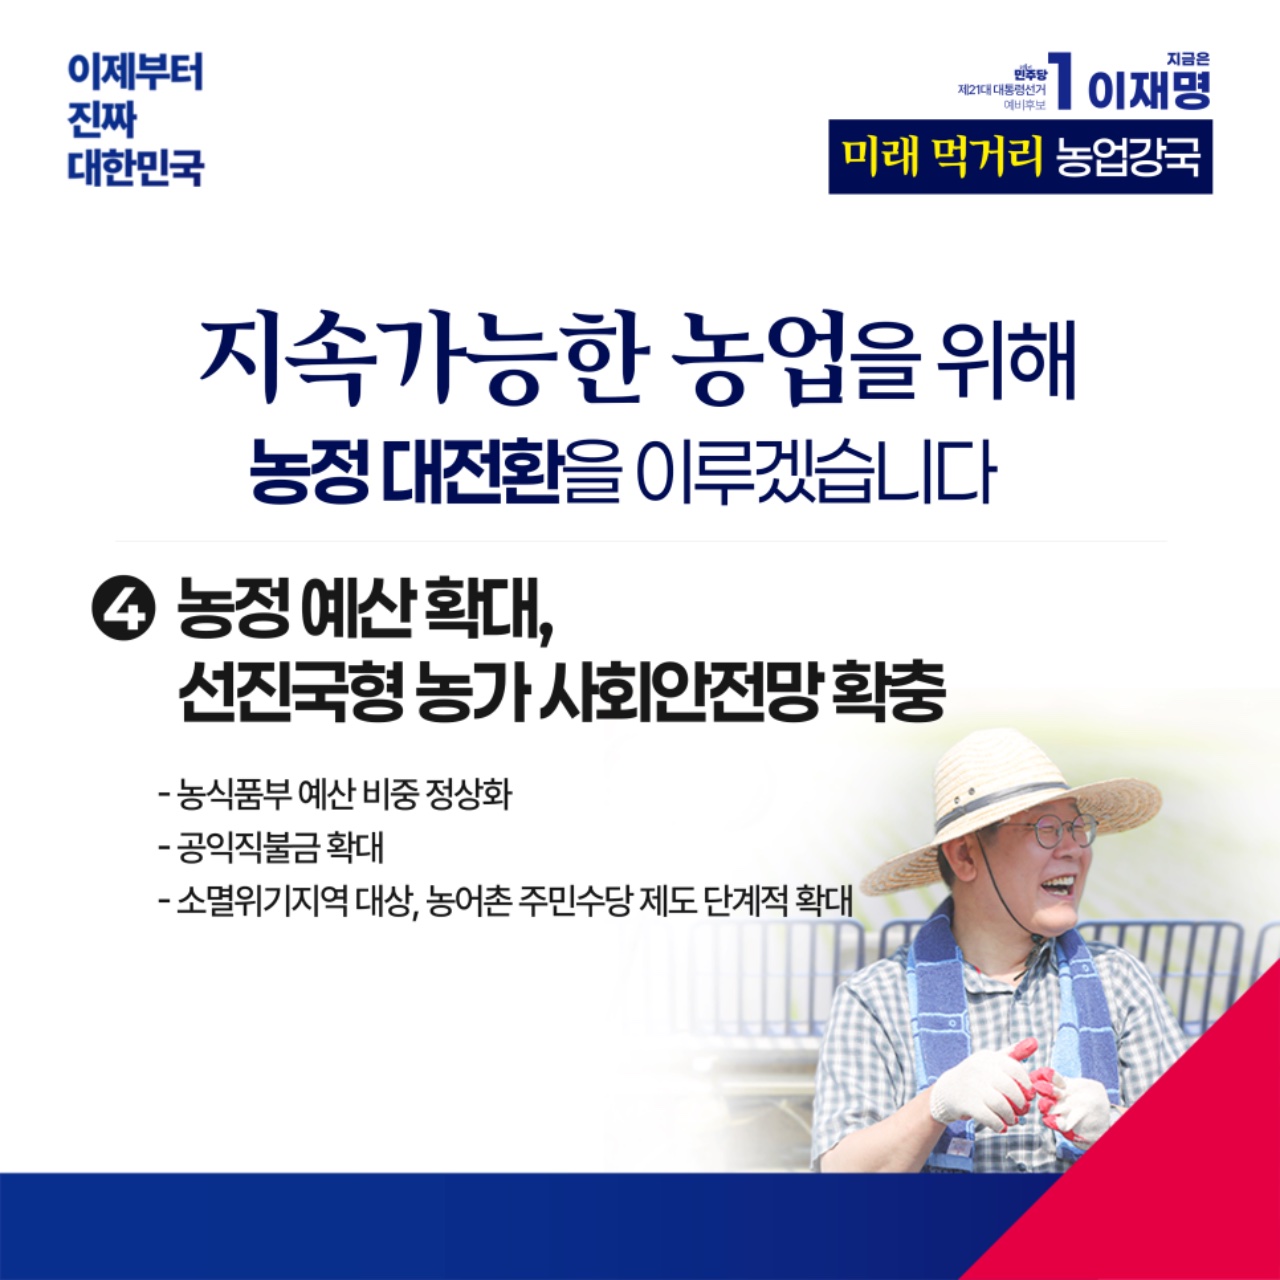 이제부터
진짜
대한민국
지금은
민주당
제21대 대통령선거
예비후보
1 이재명
미래 먹거리 농업강국
지속가능한 농업을 위해
농정 대전환을 이루겠습니다
4 농정 예산 확대,
선진국형 농가 사회안전망 확충
- 농식품부 예산 비중 정상화
- 공익직불금 확대
- 소멸위기지역 대상, 농어촌 주민수당 제도 단계적 확대